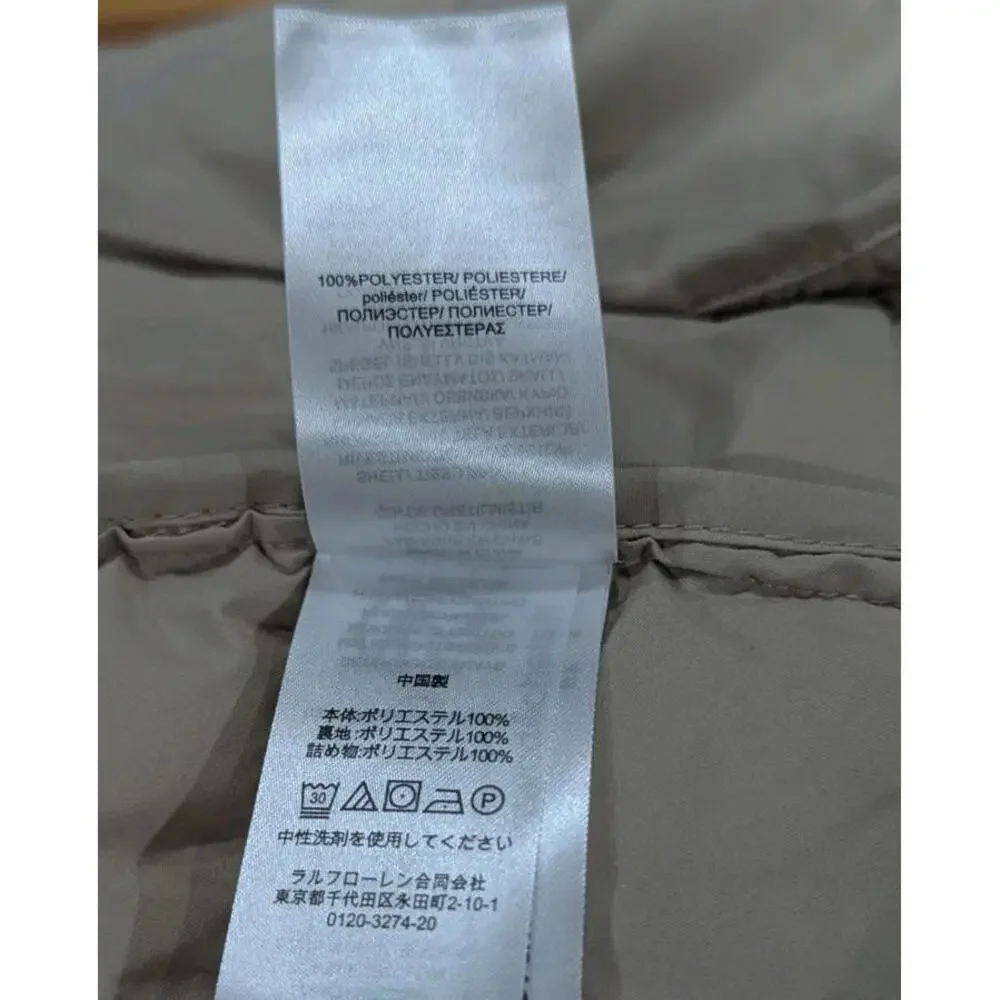 100%POLYESTER/ POLIESTERE/
poliéster/ POLIÉSTER/
ПОЛИЭСТЕР/ ПОЛИЕСТЕР/
ΠΟΛΥΕΣΤΕΡΑΣ
中国製
本体:ポリエステル100%
裏地:ポリエステル100%
詰め物:ポリエステル100%
30 P
中性洗剤を使用してください
ラルフローレン合同会社
東京都千代田区永田町2-10-1
0120-3274-20